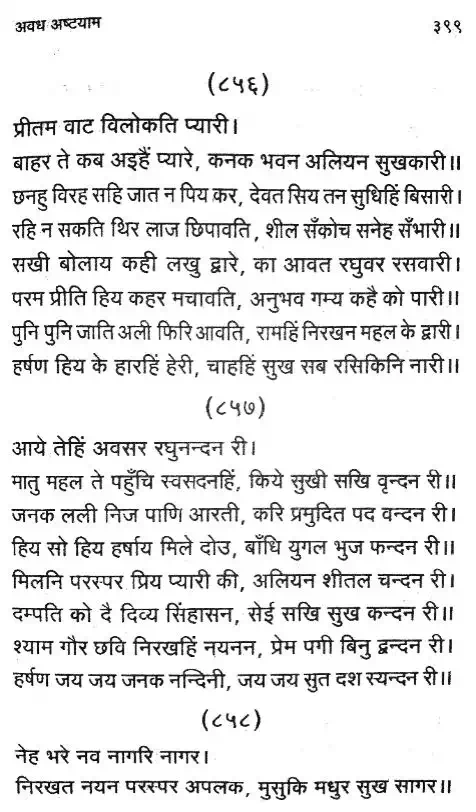 अवध अष्टयाम ३९९
(८५६)
प्रीतम वाट विलोकति प्यारी।
बाहर ते कब अइहैं प्यारे, कनक भवन अलियन सुखकारी॥
छनहु विरह सहि जात न पिय कर, देवत सिय तन सुधिहिं बिसारी।
रहि न सकति थिर लाज छिपावति, शील सँकोच सनेह सँभारी॥
सखी बोलाय कही लखु द्वारे, का आवत रघुवर रसवारी।
परम प्रीति हिय कहर मचावति, अनुभव गम्य कहै को पारी॥
पुनि पुनि जाति अली फिरि आवति, रामहिं निरखन महल के द्वारी।
हर्षण हिय के हारहिं हेरी, चाहहिं सुख सब रसिकिनि नारी॥
(८५७)
आये तेहिं अवसर रघुनन्दन री।
मातु महल ते पहुँचि स्वसदनहिं, किये सुखी सखि वृन्दन री॥
जनक लली निज पाणि आरती, करि प्रमुदित पद वन्दन री।
हिय सो हिय हर्षाय मिले दोउ, बाँधि युगल भुज फन्दन री॥
मिलनि परस्पर प्रिय प्यारी की, अलियन शीतल चन्दन री।
दम्पति को दै दिव्य सिंहासन, सेई सखि सुख कन्दन री॥
श्याम गौर छवि निरखहिं नयनन, प्रेम पगी बिनु द्वन्दन री।
हर्षण जय जय जनक नन्दिनी, जय जय सुत दश स्यन्दन री॥
(८५८)
नेह भरे नव नागरि नागर।
निरखत नयन परस्पर अपलक, मुसुकि मधुर सुख सागर॥